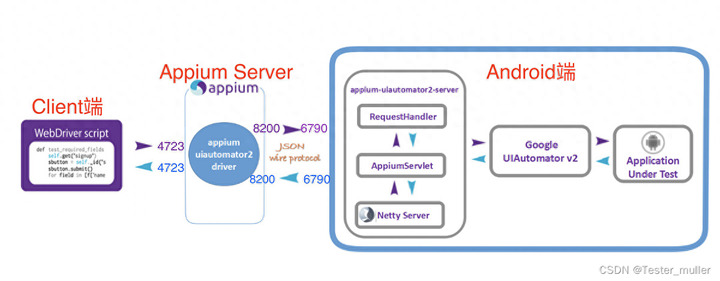 Client端
WebDriver script
def test_required_fields
self.get("signup")
sbutton = self._id("s
sbutton.submit()
for field in [f("name
4723
4723
Appium Server
appium
appium
uiautomator2
driver
8200
6790
JSON
wire protocol
8200
6790
Android端
appium-uiautomator2-server
RequestHandler
AppiumServlet
Netty Server
Google
UIAutomator v2
Application
Under Test
CSDN @Tester_muller